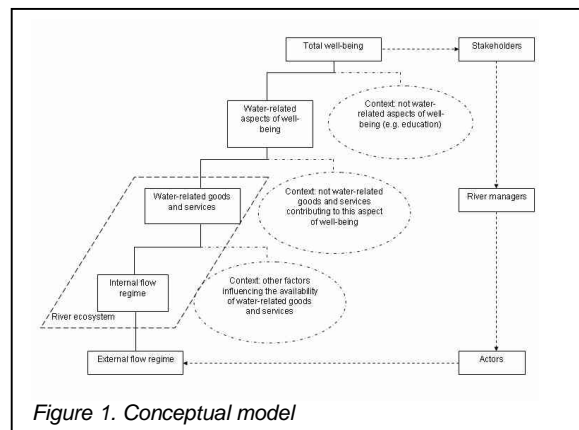 Total well-being
Stakeholders
Context: not water-
related aspects of well-
being (e.g. education)
Water-related
aspects of well-
being
Water-related goods
and services
Context: not water-related
goods and services
contributing to this aspect
of well-being
River managers
Internal flow
regime
Context: other factors
influencing the availability
of water-related goods
and services
River ecosystem
External flow regime
Actors
Figure 1. Conceptual model